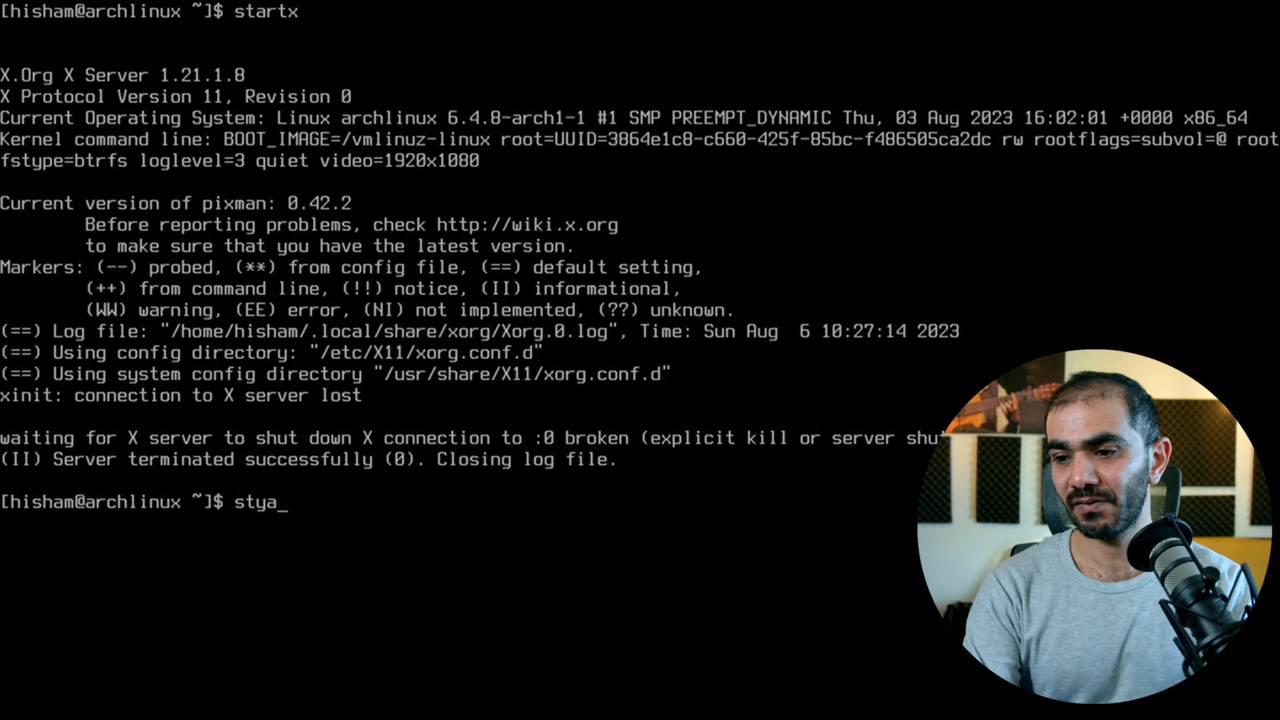 [hisham@archlinux ~]$ startx
X.Org X Server 1.21.1.8
X Protocol Version 11, Revision 0
Current Operating System: Linux archlinux 6.4.8-arch1-1 #1 SMP PREEMPT_DYNAMIC Thu, 03 Aug 2023 16:02:01 +0000 x86_64
Kernel command line: BOOT_IMAGE=/vmlinuz-linux root=UUID=3864e1c8-c660-425f-85bc-f486505ca2dc rw rootflags=subvol=@ root
fstype=btrfs loglevel=3 quiet video=1920x1080
Current version of pixman: 0.42.2
Before reporting problems, check http://wiki.x.org
to make sure that you have the latest version.
Markers: (--) probed, (**) from config file, (==) default setting,
(++) from command line, (!!) notice, (II) informational,
(WW) warning, (EE) error, (NI) not implemented, (??) unknown.
(==) Log file: "/home/hisham/.local/share/xorg/Xorg.0.log", Time: Sun Aug  6 10:27:14 2023
(==) Using config directory: "/etc/X11/xorg.conf.d"
(==) Using system config directory "/usr/share/X11/xorg.conf.d"
xinit: connection to X server lost
waiting for X server to shut down X connection to :0 broken (explicit kill or server
(II) Server terminated successfully (0). Closing log file.
[hisham@archlinux ~]$ stya_